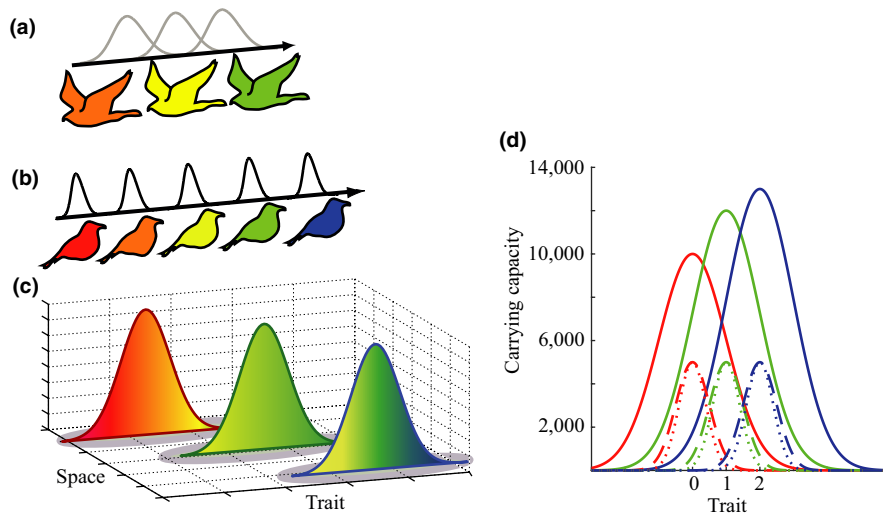 (a)
(b)
(c)
Space
Trait
(d)
14,000
10,000
6,000
2,000
Carrying capacity
0 1 2
Trait